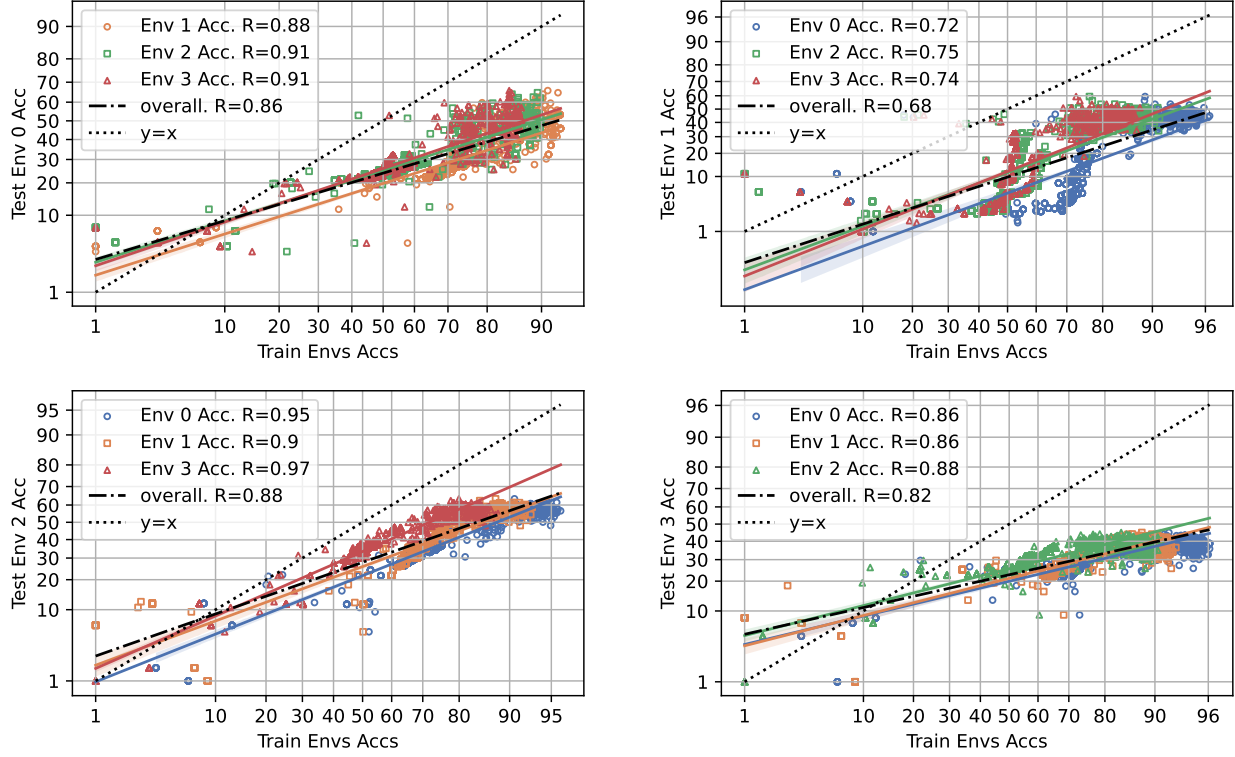 Env 1 Acc. R=0.88
Env 2 Acc. R=0.91
Env 3 Acc. R=0.91
overall. R=0.86
y=x
90
80
70
60
50
40
30
20
10
1
Test Env 0 Acc
1 10 20 30 40 50 60 70 80 90
Train Envs Accs
Env 0 Acc. R=0.72
Env 2 Acc. R=0.75
Env 3 Acc. R=0.74
overall. R=0.68
y=x
96
90
80
70
60
50
40
30
20
10
1
Test Env 1 Acc
1 10 20 30 40 50 60 70 80 90 96
Train Envs Accs
Env 0 Acc. R=0.95
Env 1 Acc. R=0.9
Env 3 Acc. R=0.97
overall. R=0.88
y=x
95
90
80
70
60
50
40
30
20
10
1
Test Env 2 Acc
1 10 20 30 40 50 60 70 80 90 95
Train Envs Accs
Env 0 Acc. R=0.86
Env 1 Acc. R=0.86
Env 2 Acc. R=0.88
overall. R=0.82
y=x
96
90
80
70
60
50
40
30
20
10
1
Test Env 3 Acc
1 10 20 30 40 50 60 70 80 90 96
Train Envs Accs